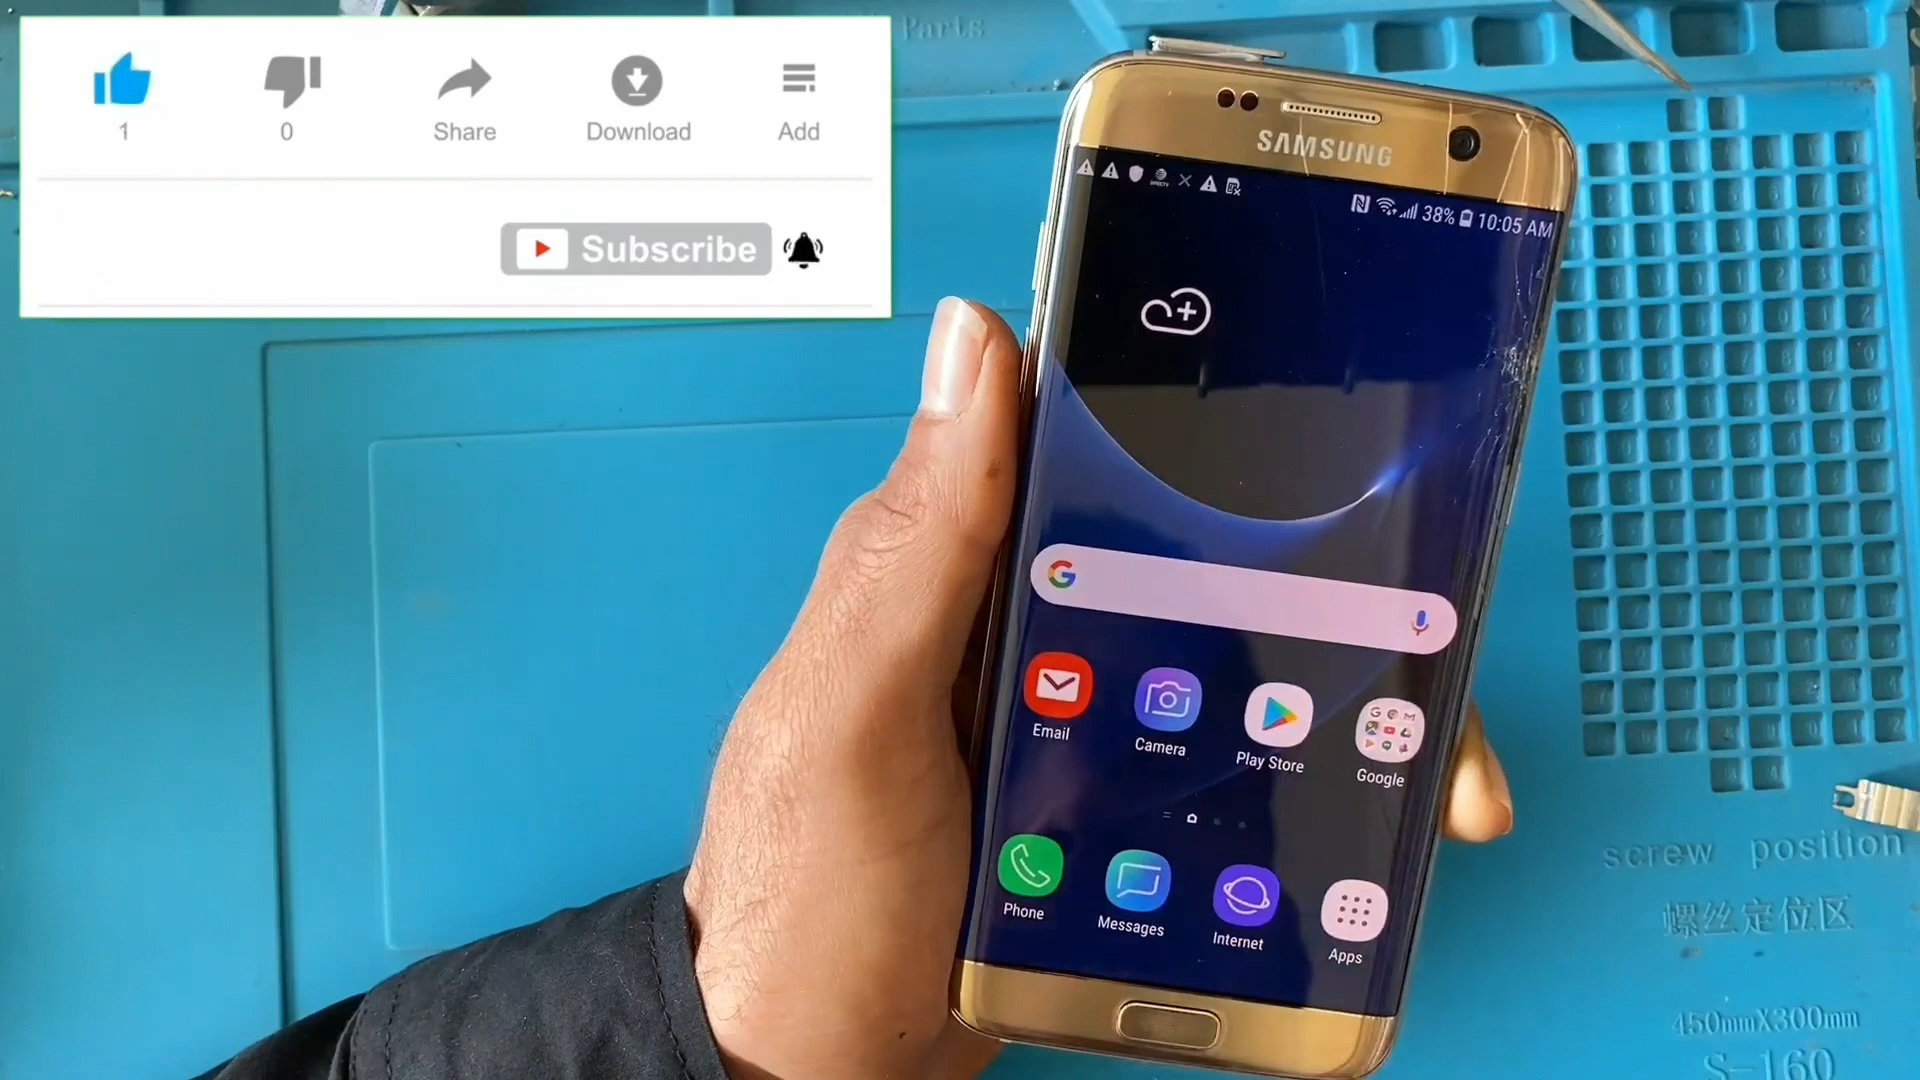 Parts
1
0
Share
Download
Add
Subscribe
SAMSUNG
38% 10:05 AM
G
Email
Camera
Play Store
Google
Phone
Messages
Internet
Apps
screw position
螺丝定位区
450mmX300mm
S-160